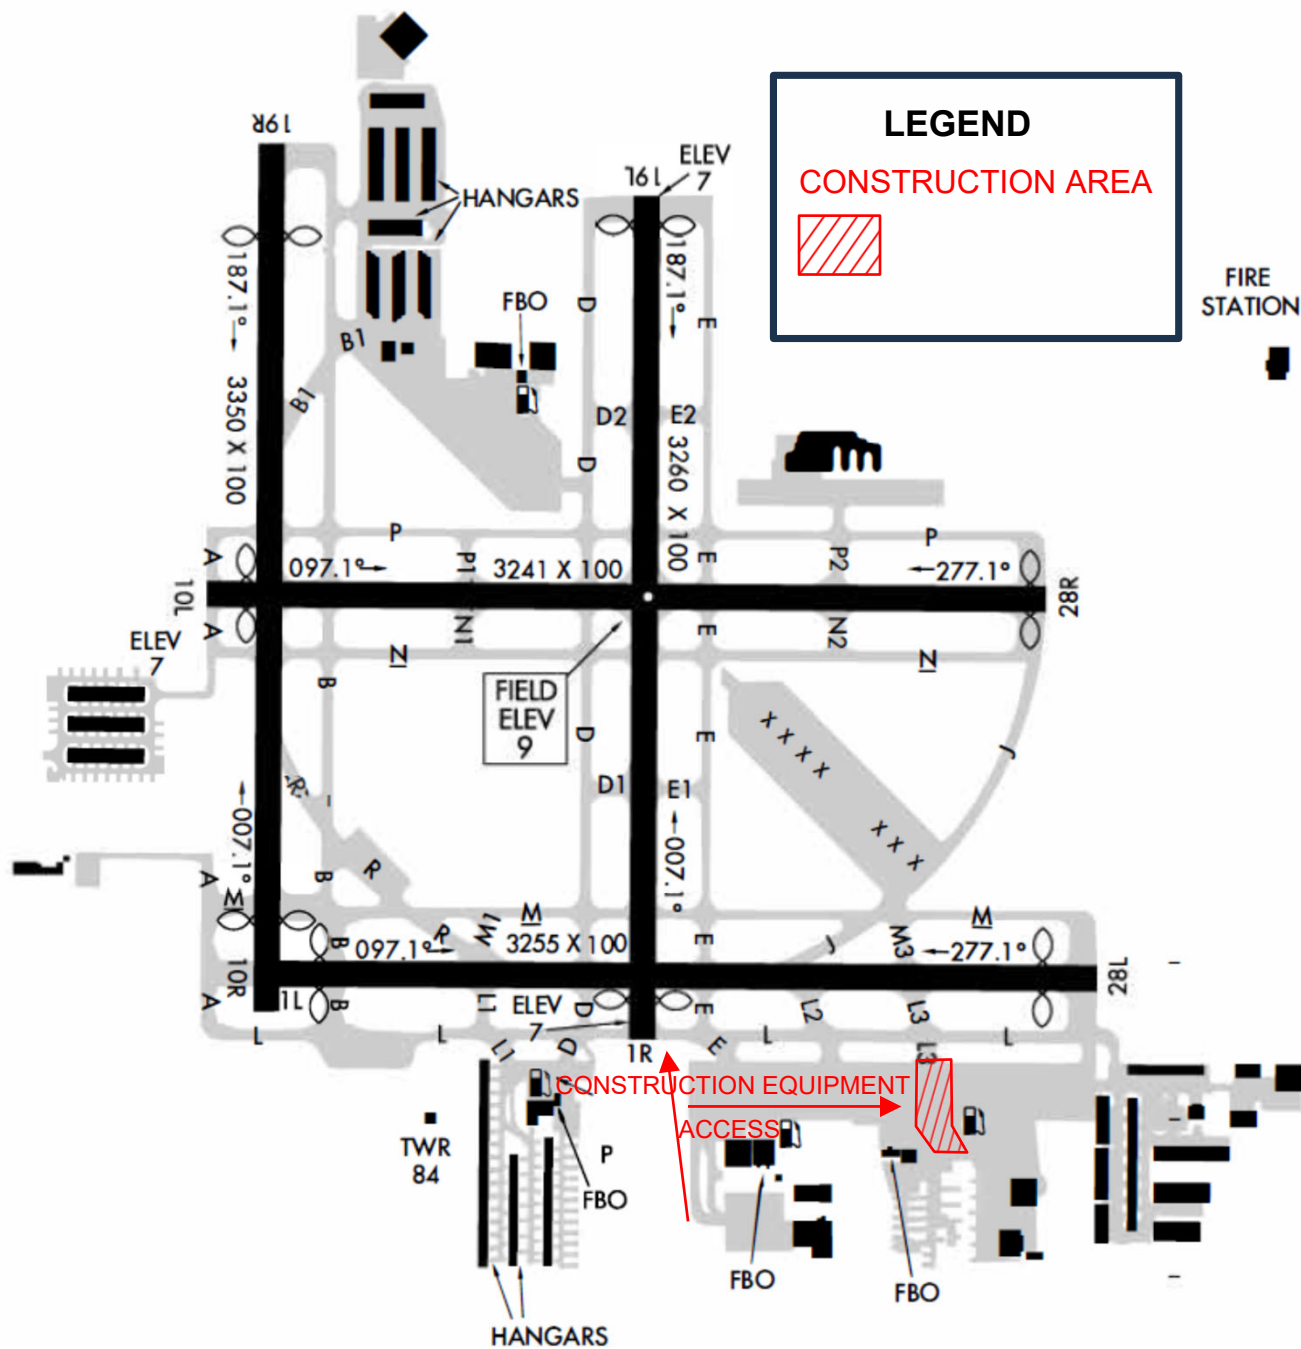 LEGEND
CONSTRUCTION AREA
19R
19L
ELEV
7
HANGARS
187.1°
187.1°
FIRE
STATION
FBO
D
E
B1
B1
3350 X 100
D2
E2
3260 X 100
D
P
P
A
P1
E
P2
097.1°
3241 X 100
277.1°
10L
28R
A
N1
E
N2
ELEV
7
N
N
B
FIELD
ELEV
9
D
E
X X X X
J
R
D1
E1
007.1°
007.1°
X X X
A
B
R
M
M
M
M1
R
B
097.1°
3255 X 100
E
J
M3
277.1°
10R
28L
A
1L
B
L1
ELEV
7
D
E
L2
L3
L
L
L
L
L1
D
1R
E
L3
CONSTRUCTION EQUIPMENT
ACCESS
TWR
84
P
FBO
FBO
FBO
HANGARS